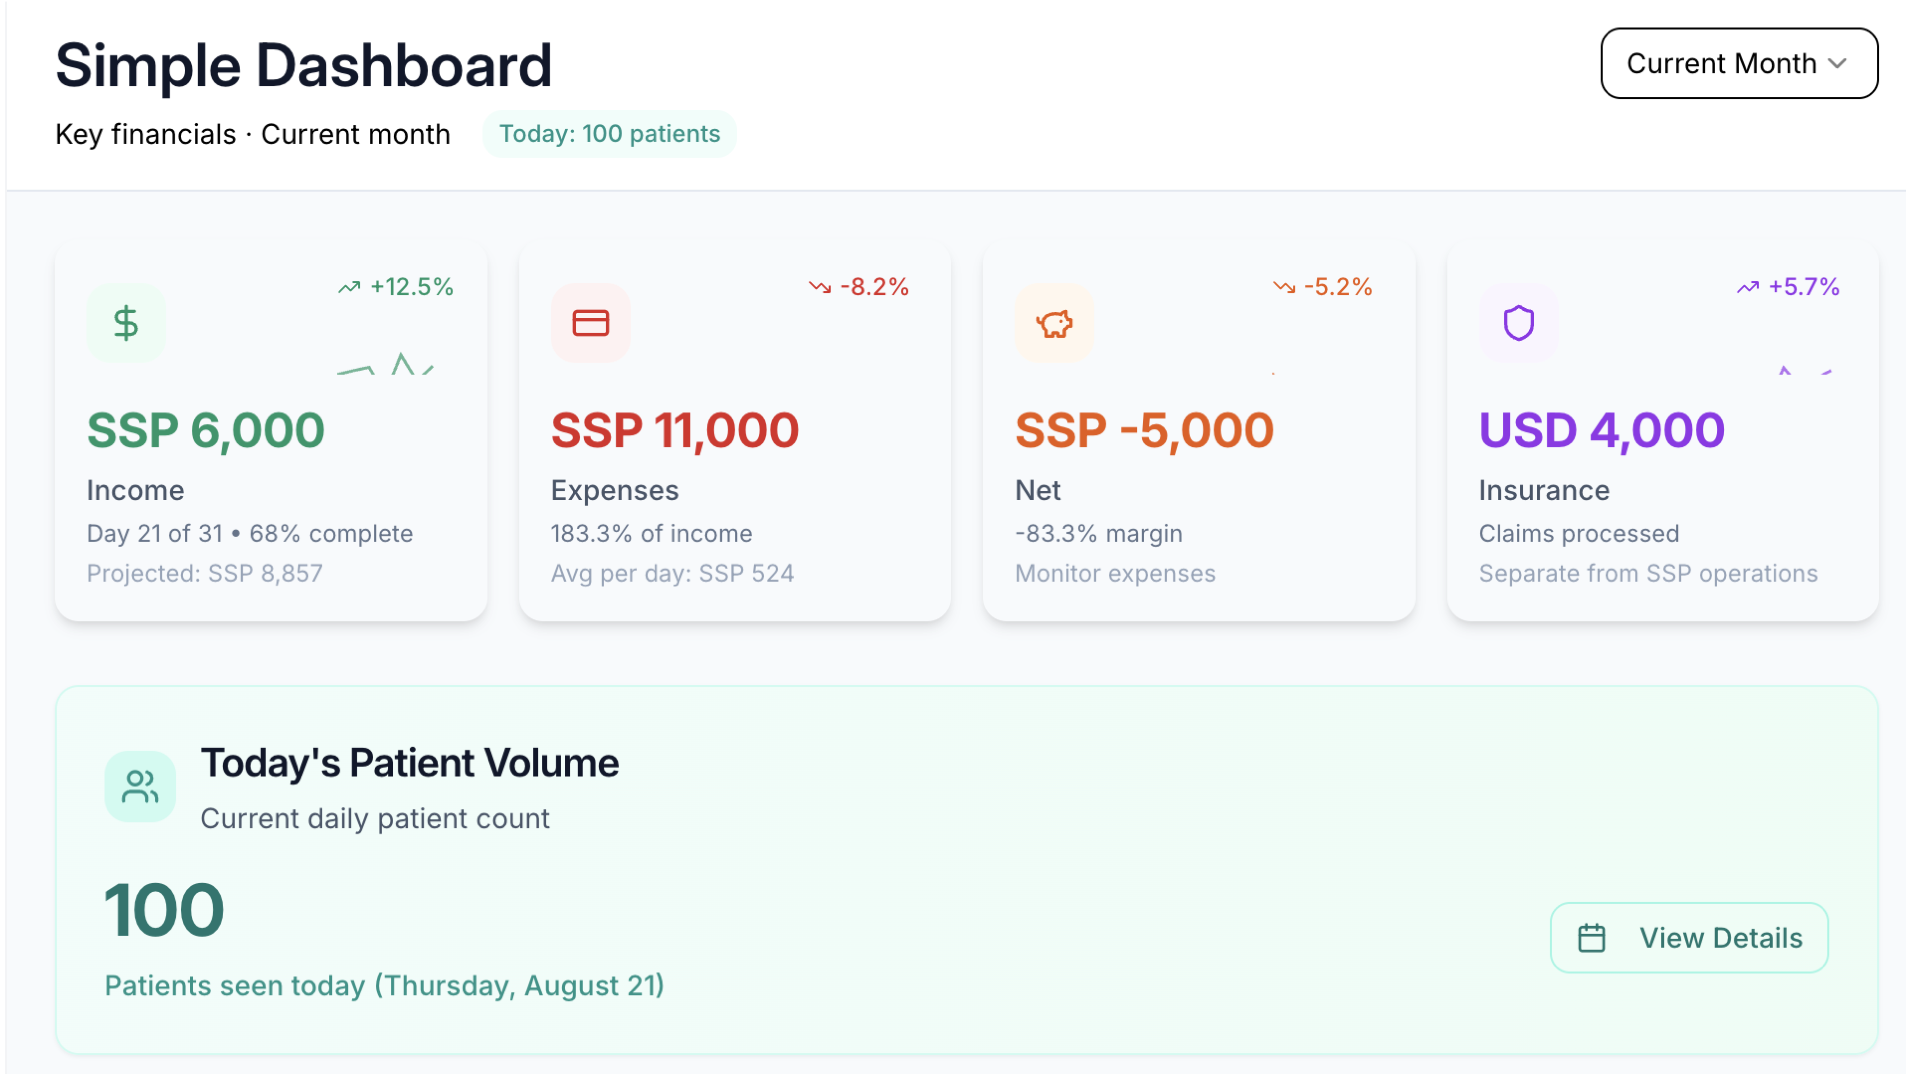 Simple Dashboard
Current Month
Key financials · Current month
Today: 100 patients
+12.5%
SSP 6,000
Income
Day 21 of 31 • 68% complete
Projected: SSP 8,857
-8.2%
SSP 11,000
Expenses
183.3% of income
Avg per day: SSP 524
-5.2%
SSP -5,000
Net
-83.3% margin
Monitor expenses
+5.7%
USD 4,000
Insurance
Claims processed
Separate from SSP operations
Today's Patient Volume
Current daily patient count
100
Patients seen today (Thursday, August 21)
View Details